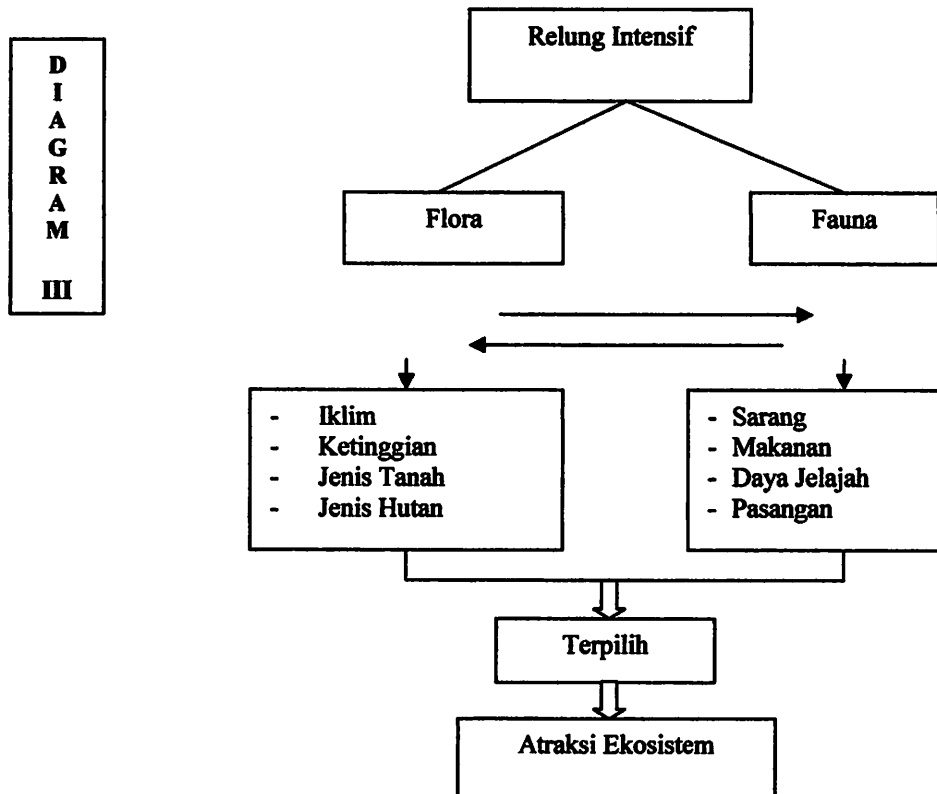 DIAGRAM
III
Relung Intensif
Flora
Fauna
- Iklim
- Ketinggian
- Jenis Tanah
- Jenis Hutan
- Sarang
- Makanan
- Daya Jelajah
- Pasangan
Terpilih
Atraksi Ekosistem